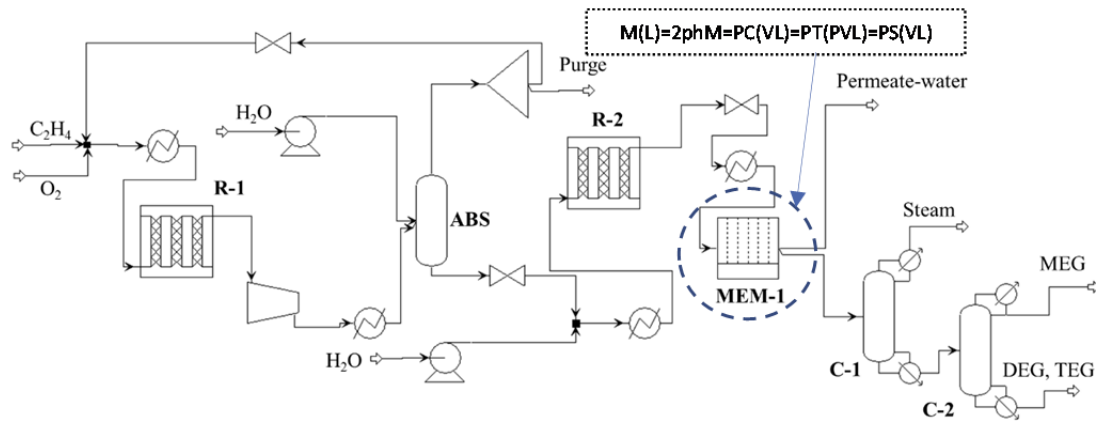 M(L)=2phM=PC(VL)=PT(PVL)=PS(VL)
Purge
Permeate-water
H₂O
R-2
C₂H₄
O₂
R-1
ABS
Steam
MEM-1
MEG
H₂O
C-1
DEG, TEG
C-2